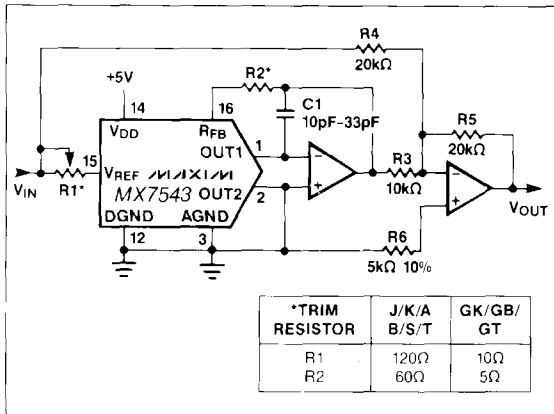 R4
20kΩ
+5V
R2*
14
16
C1
10pF-33pF
R5
20kΩ
VDD
RFB
1
OUT1
−
15
VREF
MAXIM
R3
−
VIN
R1*
MX7543
OUT2
+
10kΩ
2
VOUT
DGND
AGND
+
12
3
R6
5kΩ 10%
*TRIM RESISTOR
J/K/A B/S/T
GK/GB/ GT
R1
120Ω
10Ω
R2
60Ω
5Ω